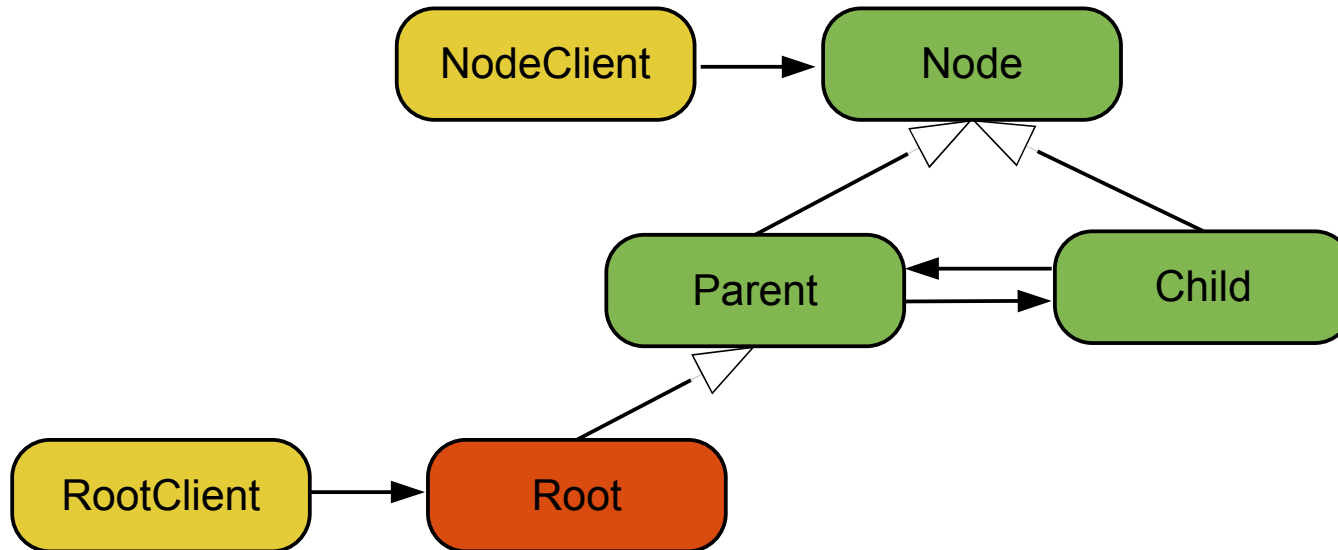 NodeClient
Node
Parent
Child
RootClient
Root